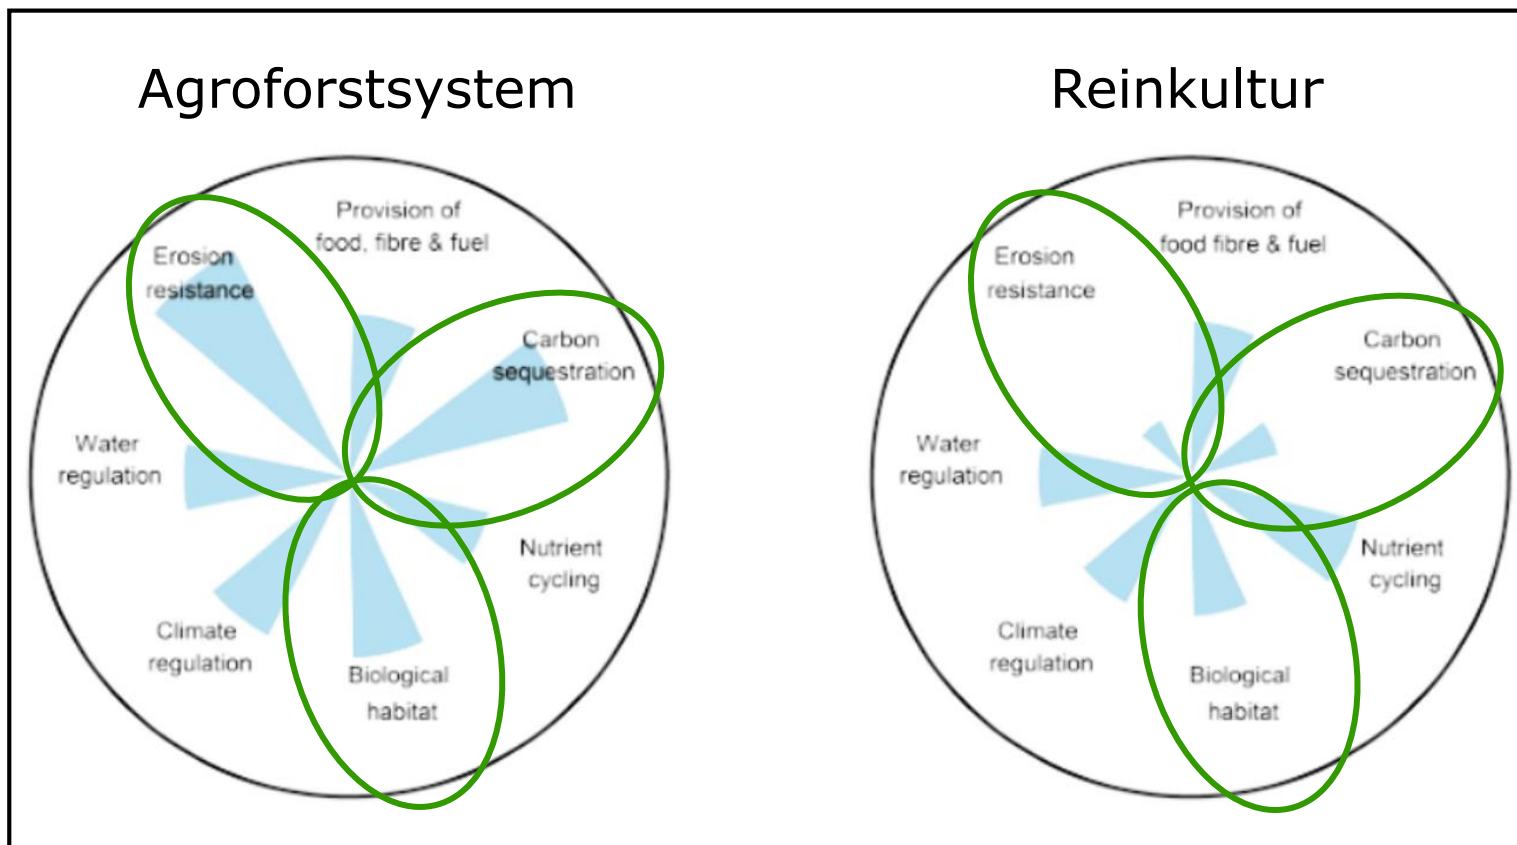 Agroforstsystem
Provision of
food, fibre & fuel
Erosion
resistance
Carbon
sequestration
Water
regulation
Nutrient
cycling
Climate
regulation
Biological
habitat
Reinkultur
Provision of
food fibre & fuel
Erosion
resistance
Carbon
sequestration
Water
regulation
Nutrient
cycling
Climate
regulation
Biological
habitat